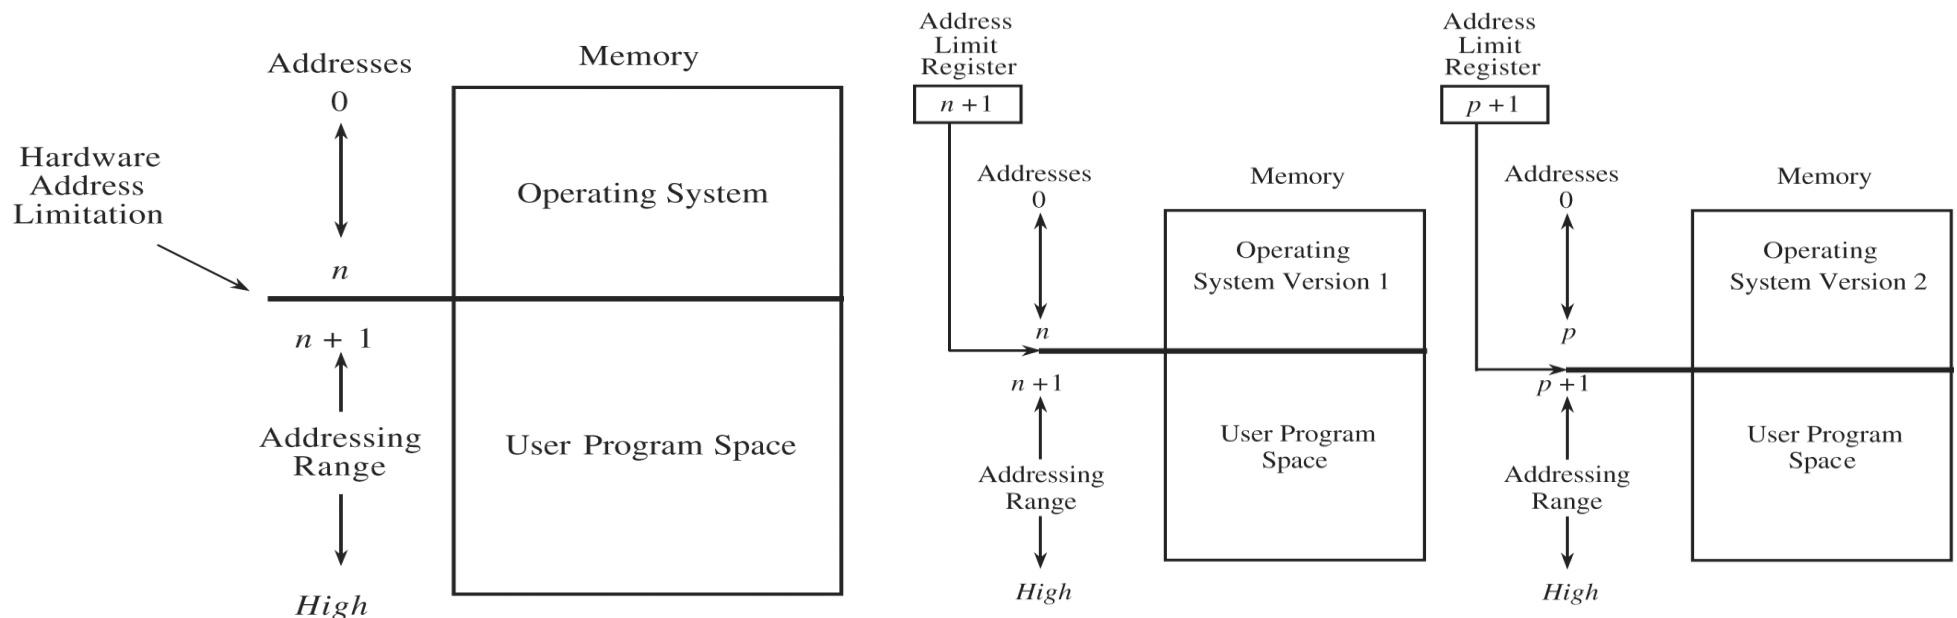 Addresses
Memory
0
Hardware
Address
Limitation
Operating System
n
n + 1
Addressing
Range
User Program Space
High
Address
Limit
Register
n +1
Addresses
0
Memory
Operating
System Version 1
n
n +1
User Program
Space
Addressing
Range
High
Address
Limit
Register
p +1
Addresses
0
Memory
Operating
System Version 2
p
p +1
User Program
Space
Addressing
Range
High